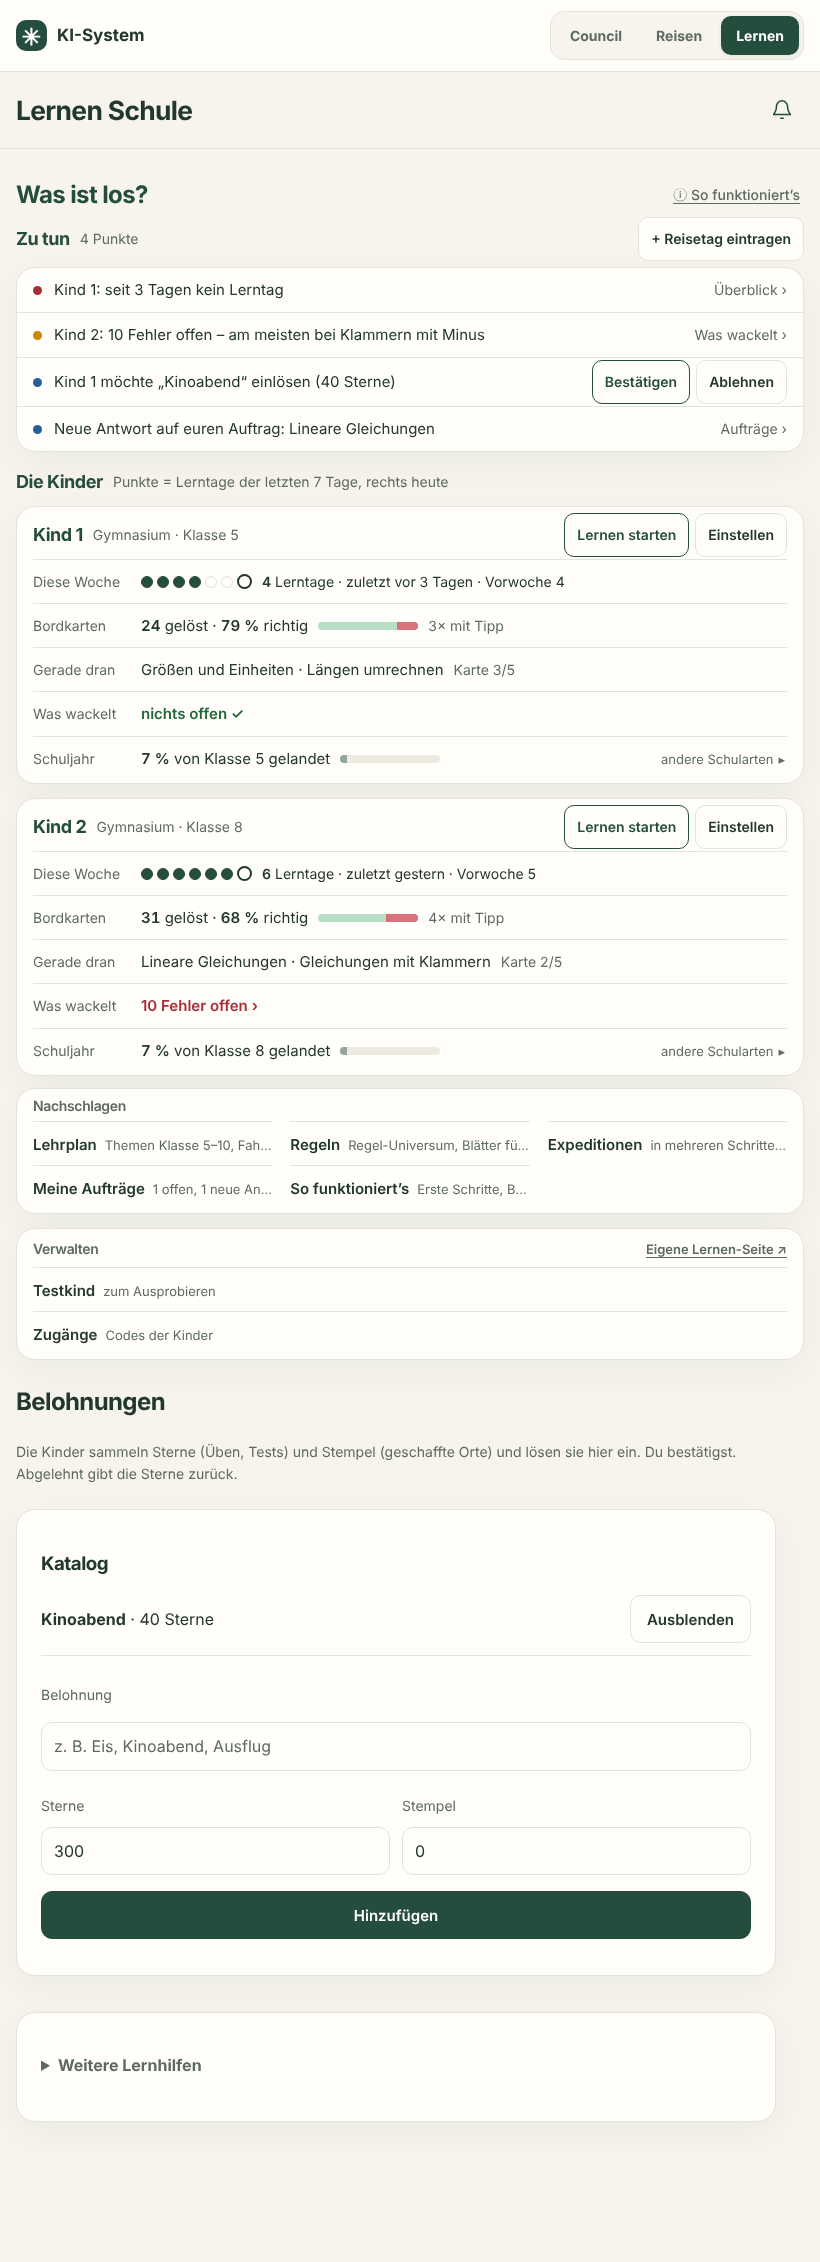 KI-System
Council Reisen Lernen
Lernen Schule
Was ist los?
ⓘ So funktioniert’s
Zu tun 4 Punkte
+ Reisetag eintragen
Kind 1: seit 3 Tagen kein Lerntag Überblick ›
Kind 2: 10 Fehler offen – am meisten bei Klammern mit Minus Was wackelt ›
Kind 1 möchte „Kinoabend“ einlösen (40 Sterne) Bestätigen Ablehnen
Neue Antwort auf euren Auftrag: Lineare Gleichungen Aufträge ›
Die Kinder Punkte = Lerntage der letzten 7 Tage, rechts heute
Kind 1 Gymnasium · Klasse 5 Lernen starten Einstellen
Diese Woche 4 Lerntage · zuletzt vor 3 Tagen · Vorwoche 4
Bordkarten 24 gelöst · 79 % richtig 3× mit Tipp
Gerade dran Größen und Einheiten · Längen umrechnen Karte 3/5
Was wackelt nichts offen ✓
Schuljahr 7 % von Klasse 5 gelandet andere Schularten ▸
Kind 2 Gymnasium · Klasse 8 Lernen starten Einstellen
Diese Woche 6 Lerntage · zuletzt gestern · Vorwoche 5
Bordkarten 31 gelöst · 68 % richtig 4× mit Tipp
Gerade dran Lineare Gleichungen · Gleichungen mit Klammern Karte 2/5
Was wackelt 10 Fehler offen ›
Schuljahr 7 % von Klasse 8 gelandet andere Schularten ▸
Nachschlagen
Lehrplan Themen Klasse 5–10, Fah... Regeln Regel-Universum, Blätter fü... Expeditionen in mehreren Schritte...
Meine Aufträge 1 offen, 1 neue An... So funktioniert’s Erste Schritte, B...
Verwalten Eigene Lernen-Seite ↗
Testkind zum Ausprobieren
Zugänge Codes der Kinder
Belohnungen
Die Kinder sammeln Sterne (Üben, Tests) und Stempel (geschaffte Orte) und lösen sie hier ein. Du bestätigst.
Abgelehnt gibt die Sterne zurück.
Katalog
Kinoabend · 40 Sterne Ausblenden
Belohnung
z. B. Eis, Kinoabend, Ausflug
Sterne Stempel
300 0
Hinzufügen
▶ Weitere Lernhilfen